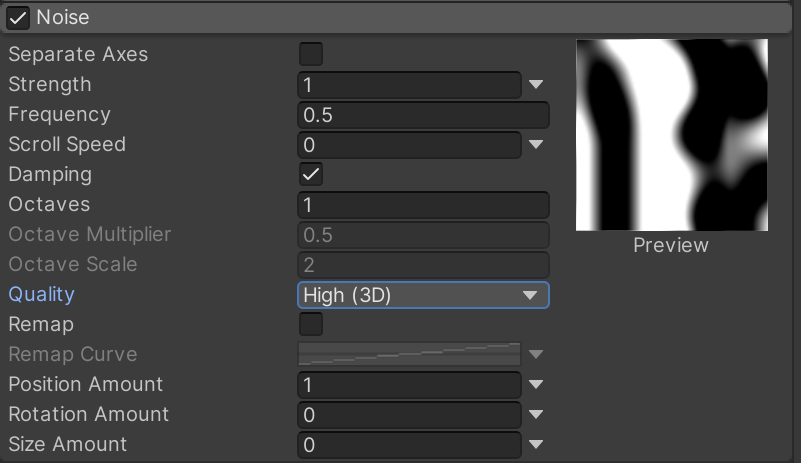 Noise
Separate Axes
Strength 1
Frequency 0.5
Scroll Speed 0
Damping
Octaves 1
Octave Multiplier 0.5
Octave Scale 2
Quality High (3D)
Remap
Remap Curve
Position Amount 1
Rotation Amount 0
Size Amount 0
Preview